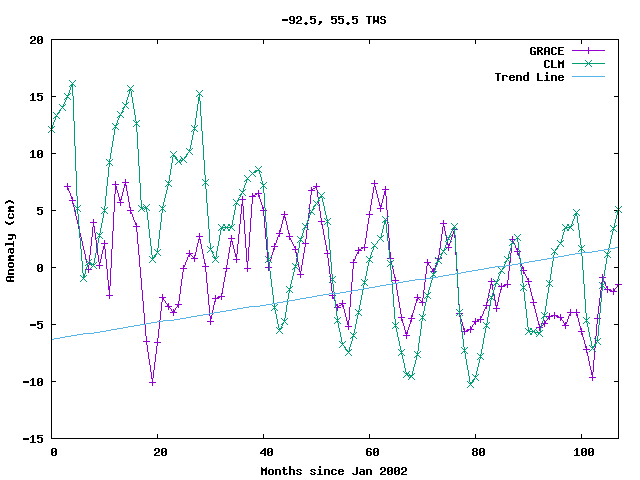 -92.5, 55.5 TWS
GRACE
CLM
Trend Line
20
15
10
5
0
-5
-10
-15
Anomaly (cm)
0 20 40 60 80 100
Months since Jan 2002